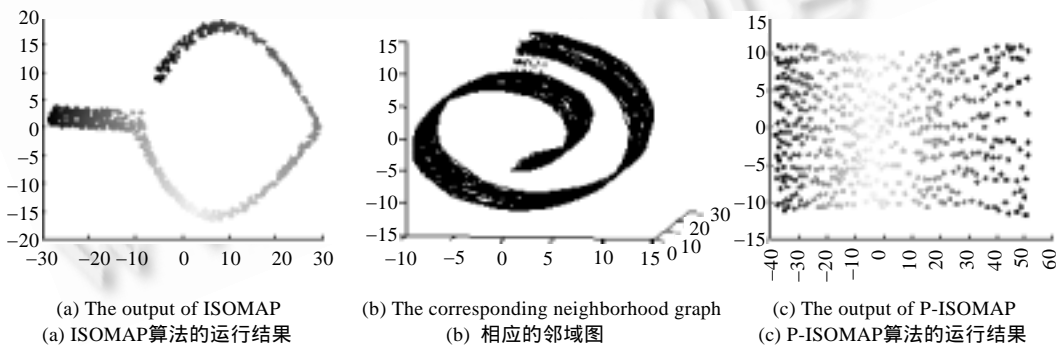 20
15
10
5
0
−5
−10
−15
−20
−30 −20 −10 0 10 20 30
(a) The output of ISOMAP
(a) ISOMAP算法的运行结果
15
10
5
0
−5
−10
−15
−10 −5 0 5 10 15
0 10 20 30
(b) The corresponding neighborhood graph
(b) 相应的邻域图
15
10
5
0
−5
−10
−15
−40 −30 −20 −10 0 10 20 30 40 50 60
(c) The output of P-ISOMAP
(c) P-ISOMAP算法的运行结果